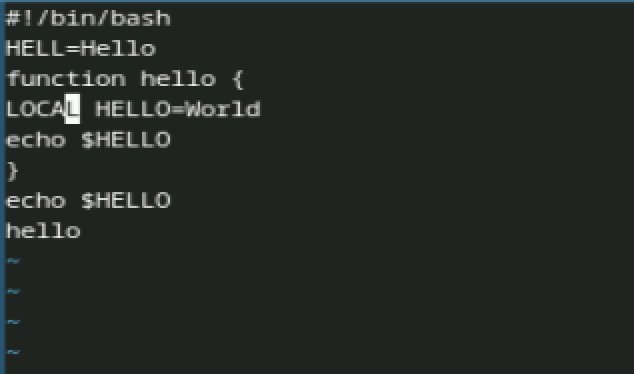 #!/bin/bash
HELL=Hello
function hello {
LOCAL HELLO=World
echo $HELLO
}
echo $HELLO
hello
~
~
~
~